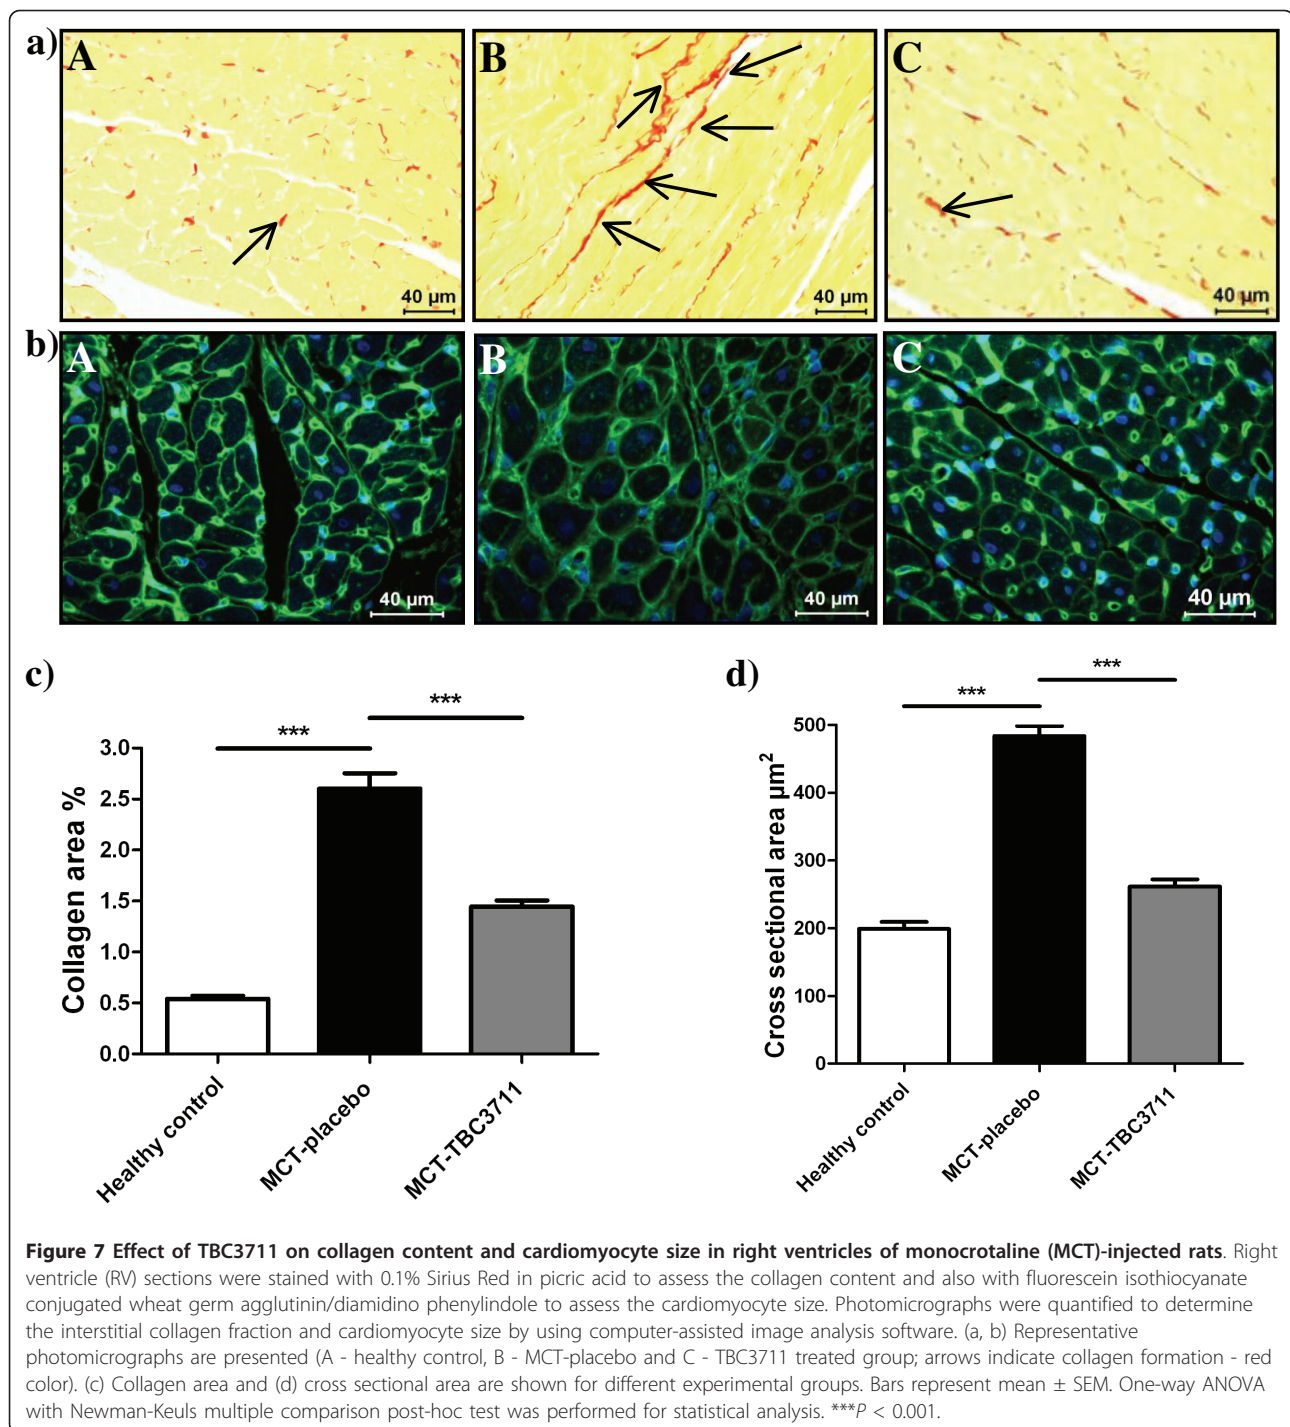 a)
A
B
C
40 µm
40 µm
40 µm
b)
A
B
C
40 µm
40 µm
40 µm
c)
***
***
3.0
2.5
2.0
1.5
1.0
0.5
0.0
Collagen area %
Healthy control
MCT-placebo
MCT-TBC3711
d)
***
***
500
400
300
200
100
0
Cross sectional area µm²
Healthy control
MCT-placebo
MCT-TBC3711
Figure 7 Effect of TBC3711 on collagen content and cardiomyocyte size in right ventricles of monocrotaline (MCT)-injected rats. Right
ventricle (RV) sections were stained with 0.1% Sirius Red in picric acid to assess the collagen content and also with fluorescein isothiocyanate
conjugated wheat germ agglutinin/diamidino phenylindole to assess the cardiomyocyte size. Photomicrographs were quantified to determine
the interstitial collagen fraction and cardiomyocyte size by using computer-assisted image analysis software. (a, b) Representative
photomicrographs are presented (A - healthy control, B - MCT-placebo and C - TBC3711 treated group; arrows indicate collagen formation - red
color). (c) Collagen area and (d) cross sectional area are shown for different experimental groups. Bars represent mean ± SEM. One-way ANOVA
with Newman-Keuls multiple comparison post-hoc test was performed for statistical analysis. ***P < 0.001.